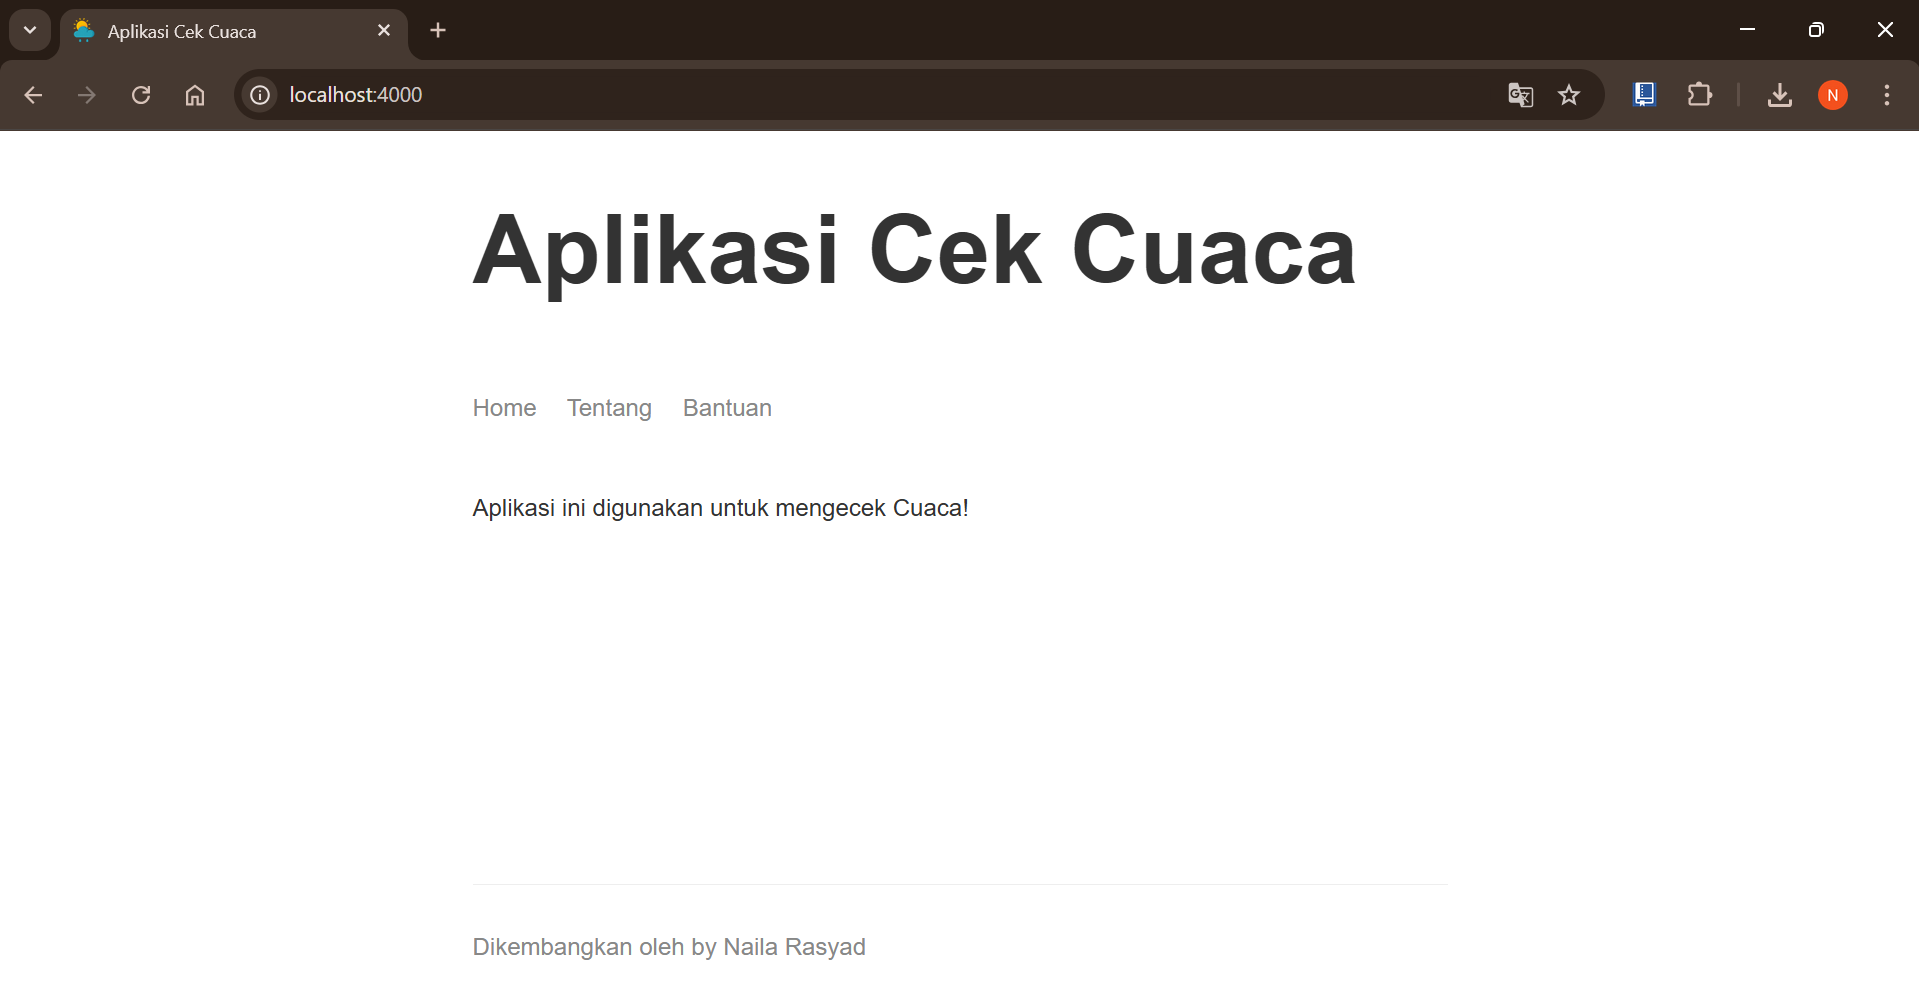 Aplikasi Cek Cuaca
localhost:4000
N
Aplikasi Cek Cuaca
Home Tentang Bantuan
Aplikasi ini digunakan untuk mengecek Cuaca!
Dikembangkan oleh by Naila Rasyad